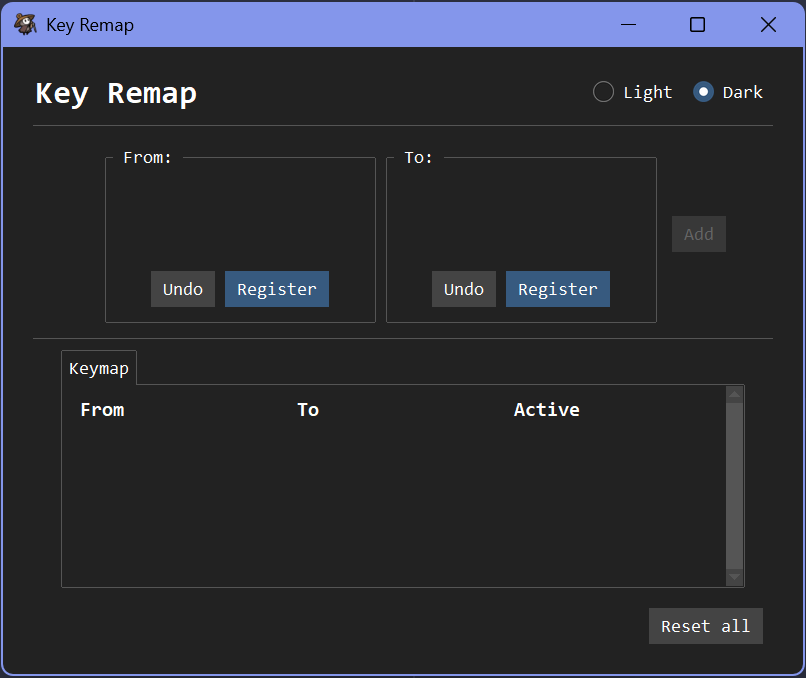 Key Remap
Key Remap
Light Dark
From: To:
Add
Undo Register Undo Register
Keymap
From To Active
Reset all